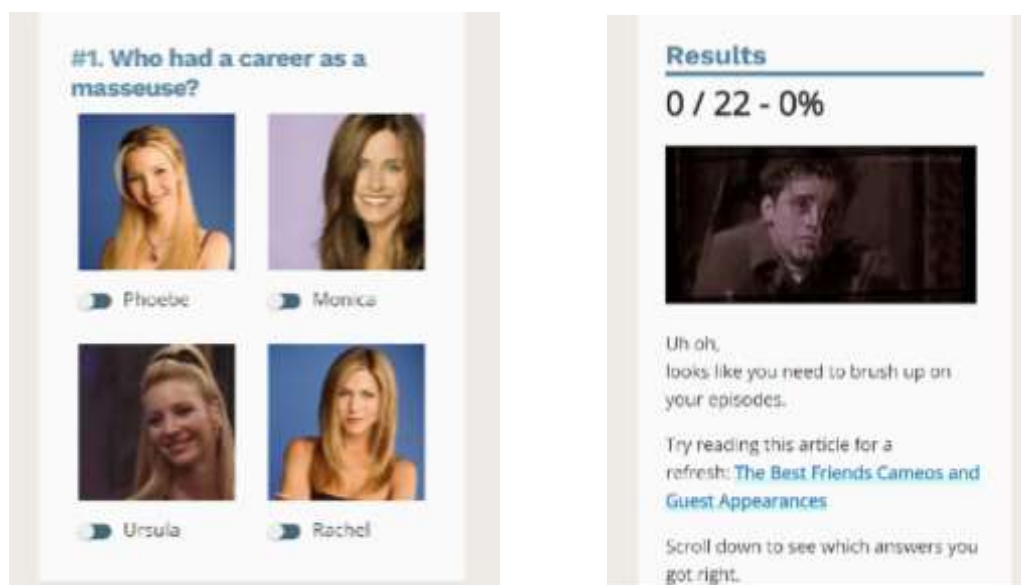 #1. Who had a career as a
masseuse?
Phoebe
Monica
Ursula
Rachel
Results
0 / 22 - 0%
Uh oh,
looks like you need to brush up on
your episodes.
Try reading this article for a
refresh: The Best Friends Cameos and
Guest Appearances
Scroll down to see which answers you
got right.